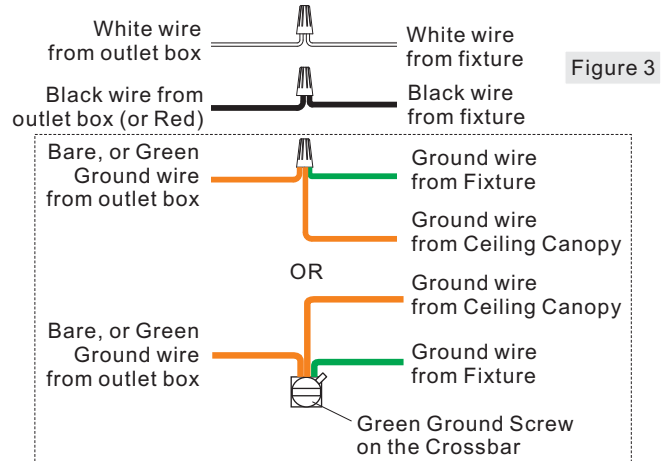 White wire
from outlet box
White wire
from fixture
Figure 3
Black wire from
outlet box (or Red)
Black wire
from fixture
Bare, or Green
Ground wire
from outlet box
Ground wire
from Fixture
Ground wire
from Ceiling Canopy
OR
Ground wire
from Ceiling Canopy
Bare, or Green
Ground wire
from outlet box
Ground wire
from Fixture
Green Ground Screw
on the Crossbar